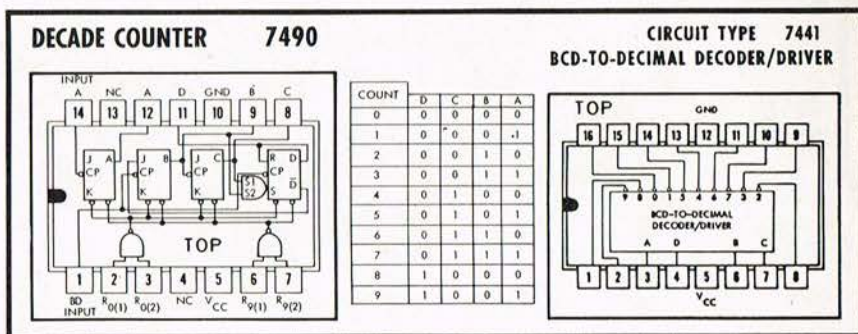 DECADE COUNTER 7490
INPUT
A NC A D GND B C
14 13 12 11 10 9 8
J A J B J C R D
CP CP CP CP
K K K S D
S1
S2
TOP
1 2 3 4 5 6 7
BD INPUT R0(1) R0(2) NC VCC R9(1) R9(2)
COUNT D C B A
0 0 0 0 0
1 0 0 0 1
2 0 0 1 0
3 0 0 1 1
4 0 1 0 0
5 0 1 0 1
6 0 1 1 0
7 0 1 1 1
8 1 0 0 0
9 1 0 0 1
CIRCUIT TYPE 7441
BCD-TO-DECIMAL DECODER/DRIVER
TOP GND
16 15 14 13 12 11 10 9
9 8 0 1 5 4 6 7 3 2
BCD-TO-DECIMAL
DECODER/DRIVER
A D B C
1 2 3 4 5 6 7 8
VCC